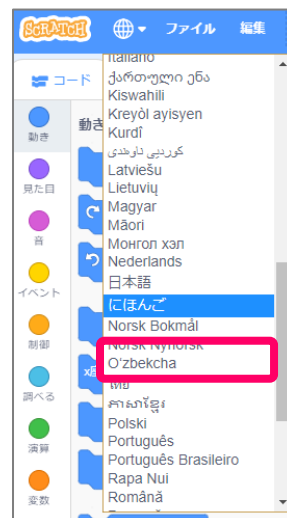 SCRATCH
ファイル
編集
コード
動き
見た目
音
イベント
制御
調べる
演算
変数
動き
Italiano
ქართული ენა
Kiswahili
Kreyòl ayisyen
Kurdî
کوردیی ناوەندی
Latviešu
Lietuvių
Magyar
Māori
Монгол хэл
Nederlands
日本語
にほんご
Norsk Bokmål
Norsk Nynorsk
Oʻzbekcha
ไทย
ភាសាខ្មែរ
Polski
Português
Português Brasileiro
Rapa Nui
Română